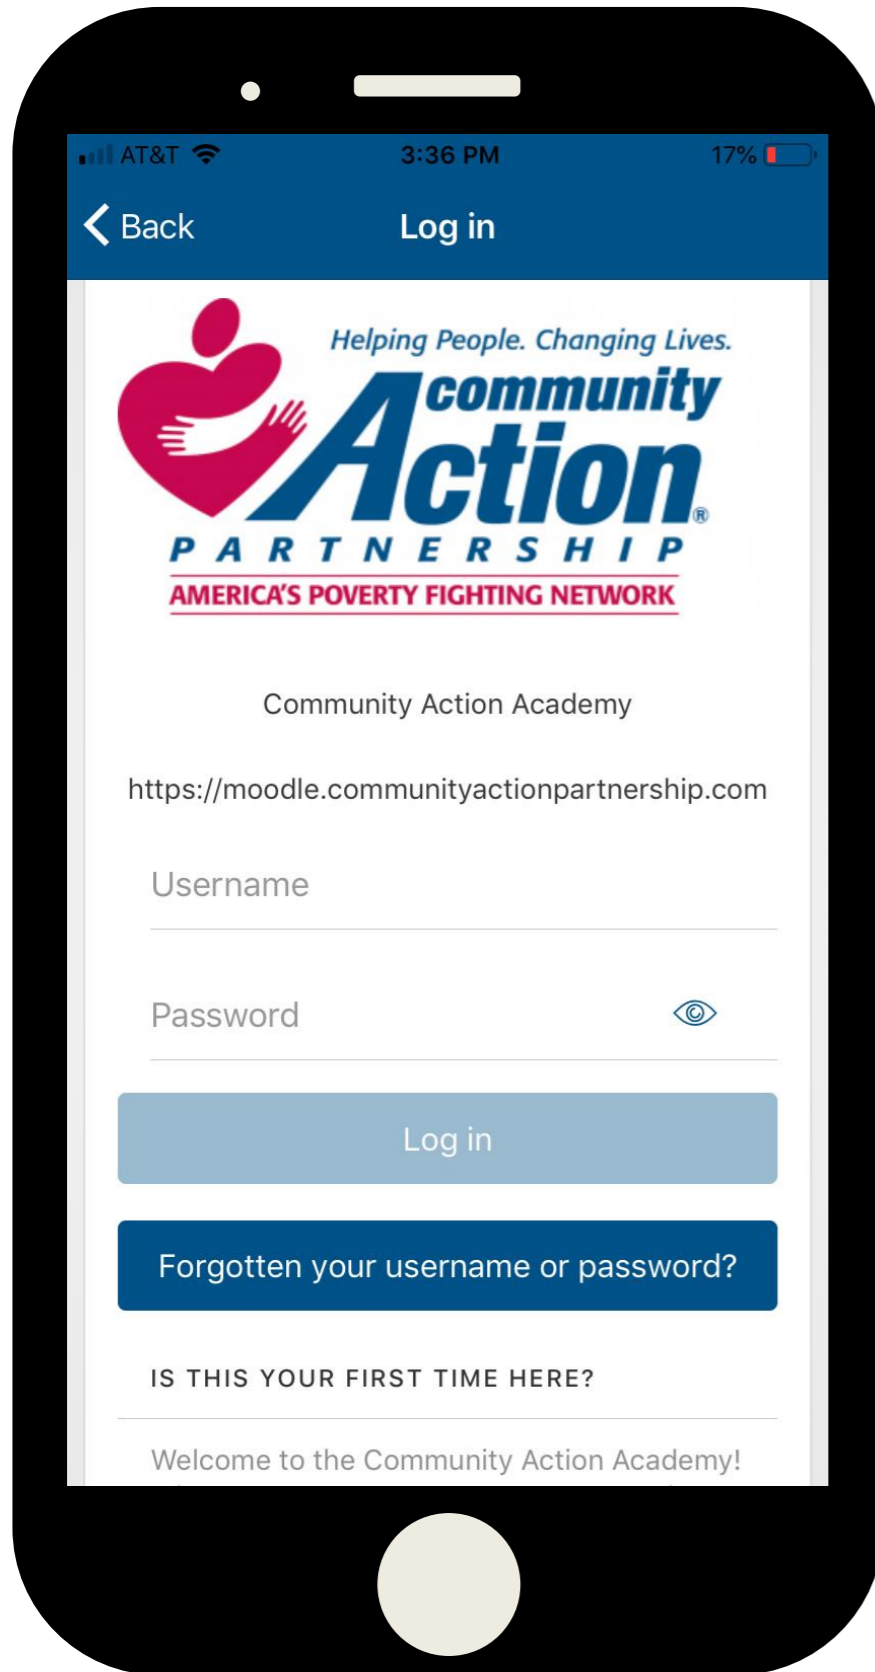 AT&T 3:36 PM 17%
Back Log in
Helping People. Changing Lives.
community
Action®
PARTNERSHIP
AMERICA'S POVERTY FIGHTING NETWORK
Community Action Academy
https://moodle.communityactionpartnership.com
Username
Password
Log in
Forgotten your username or password?
IS THIS YOUR FIRST TIME HERE?
Welcome to the Community Action Academy!